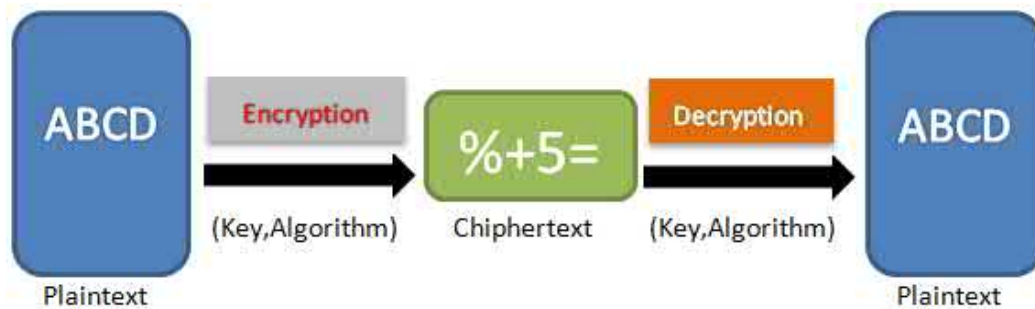 ABCD
Plaintext
Encryption
(Key,Algorithm)
%+5=
Chiphertext
Decryption
(Key,Algorithm)
ABCD
Plaintext